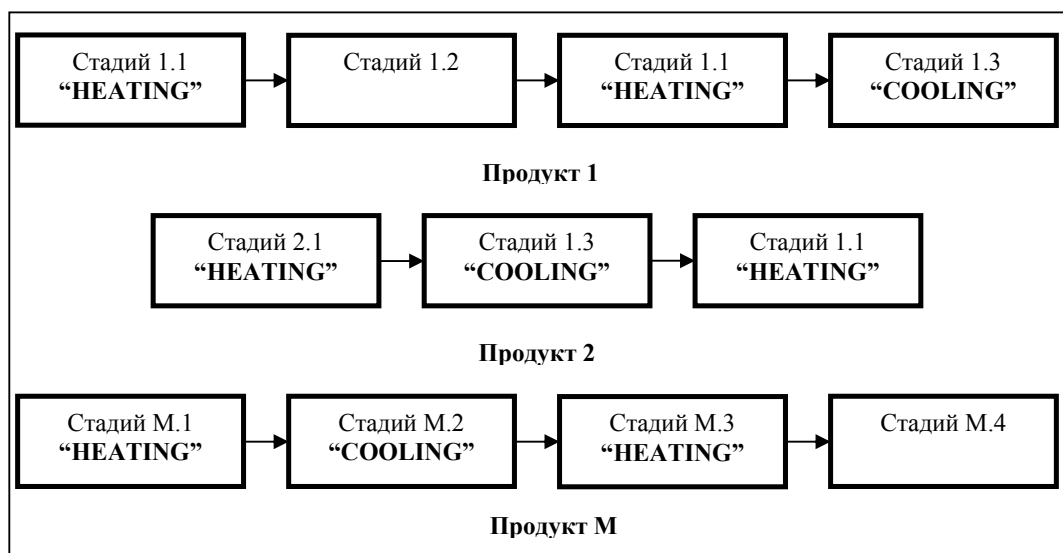 Стадий 1.1
“HEATING”
Стадий 1.2
Стадий 1.1
“HEATING”
Стадий 1.3
“COOLING”
Продукт 1
Стадий 2.1
“HEATING”
Стадий 1.3
“COOLING”
Стадий 1.1
“HEATING”
Продукт 2
Стадий М.1
“HEATING”
Стадий М.2
“COOLING”
Стадий М.3
“HEATING”
Стадий М.4
Продукт М